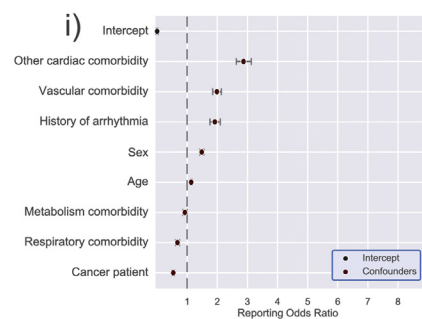 i)
Intercept
Other cardiac comorbidity
Vascular comorbidity
History of arrhythmia
Sex
Age
Metabolism comorbidity
Respiratory comorbidity
Cancer patient
Intercept
Confounders
1 2 3 4 5 6 7 8
Reporting Odds Ratio